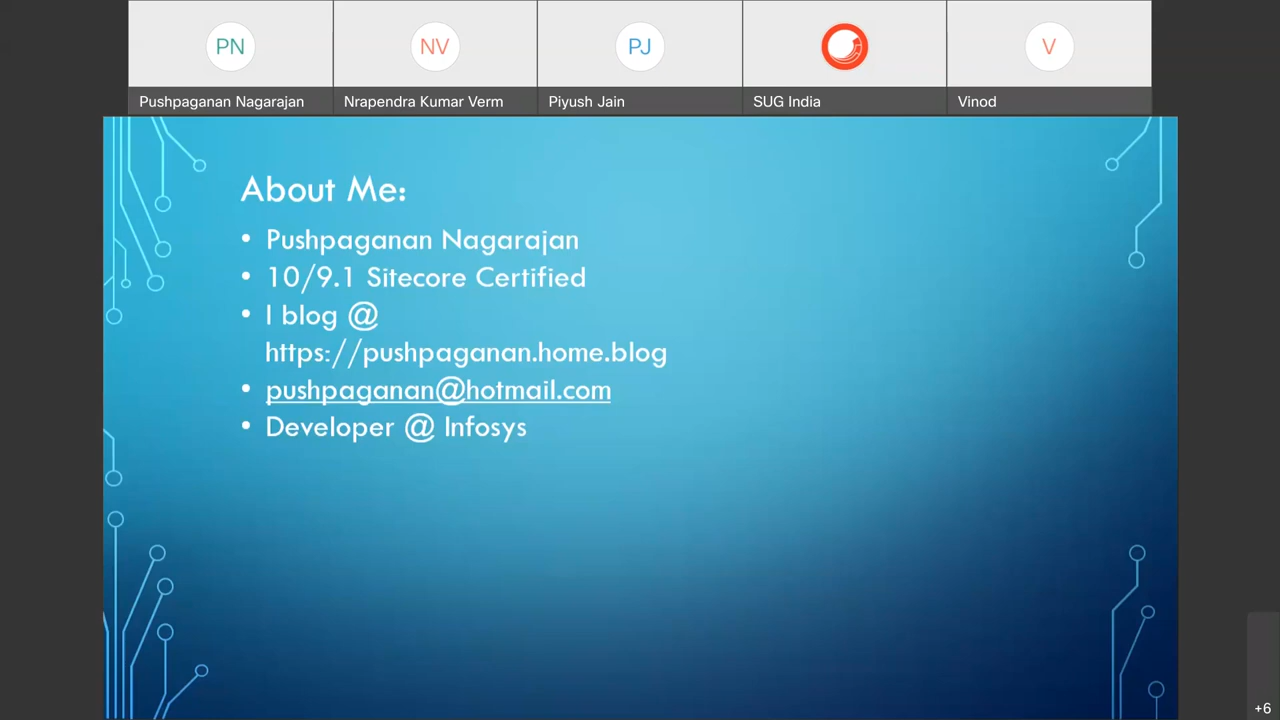 PN
NV
PJ
V
Pushpaganan Nagarajan
Nrapendra Kumar Verm
Piyush Jain
SUG India
Vinod
About Me:
• Pushpaganan Nagarajan
• 10/9.1 Sitecore Certified
• I blog @
https://pushpaganan.home.blog
• pushpaganan@hotmail.com
• Developer @ Infosys
+6